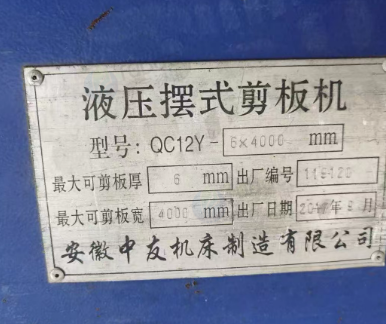 液压摆式剪板机
型号: QC12Y-6×4000 mm
最大可剪板厚 6 mm 出厂编号
最大可剪板宽 4000 mm 出厂日期 月
安徽中友机床制造有限公司